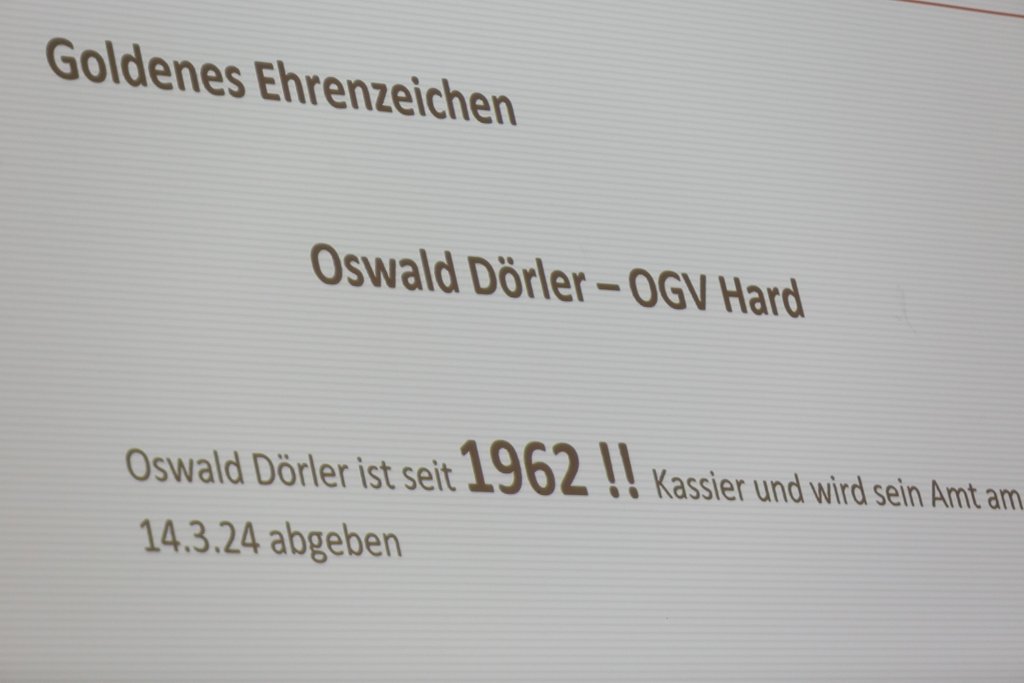 Goldenes Ehrenzeichen
Oswald Dörler – OGV Hard
Oswald Dörler ist seit 1962 !! Kassier und wird sein Amt am
14.3.24 abgeben